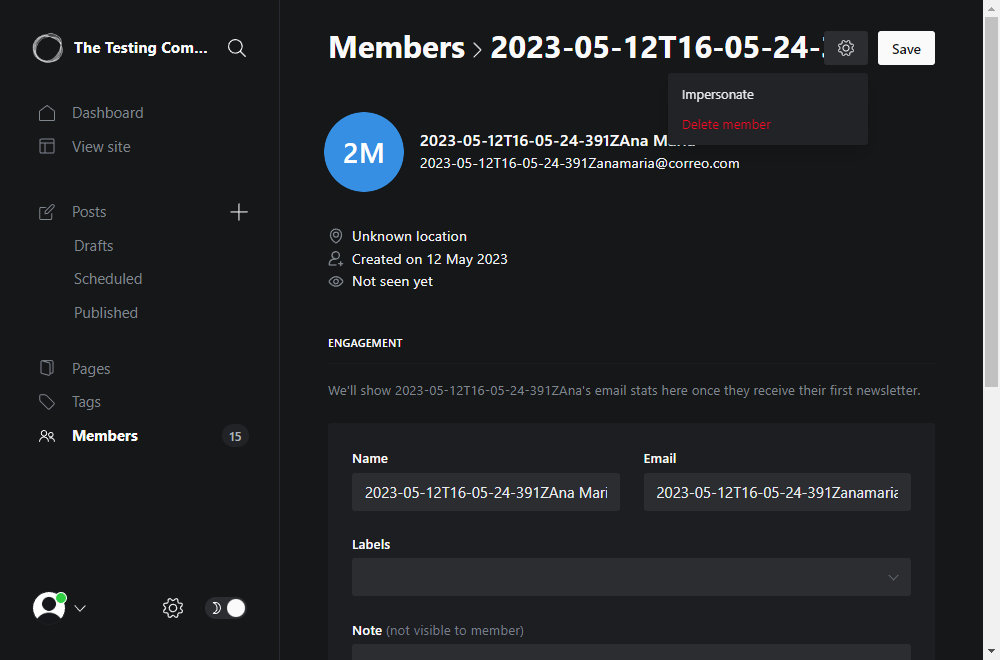 The Testing Com...
Dashboard
View site
Posts
Drafts
Scheduled
Published
Pages
Tags
Members
15
Members > 2023-05-12T16-05-24-
Save
Impersonate
Delete member
2M
2023-05-12T16-05-24-391ZAna Maria
2023-05-12T16-05-24-391Zanamaria@correo.com
Unknown location
Created on 12 May 2023
Not seen yet
ENGAGEMENT
We'll show 2023-05-12T16-05-24-391ZAna's email stats here once they receive their first newsletter.
Name
2023-05-12T16-05-24-391ZAna Mari
Email
2023-05-12T16-05-24-391Zanamaria
Labels
Note (not visible to member)